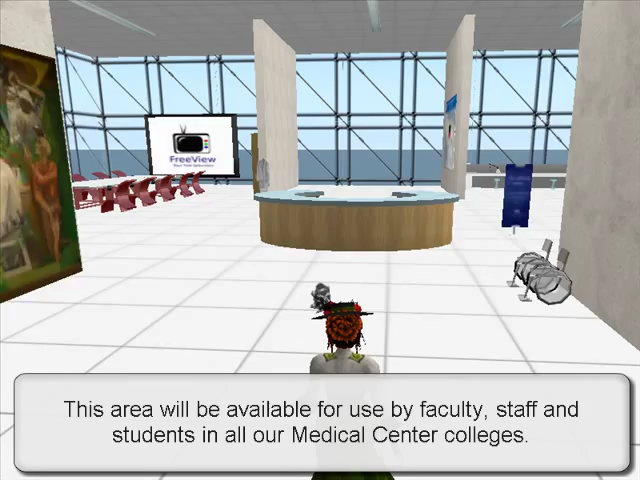 FreeView
This area will be available for use by faculty, staff and
students in all our Medical Center colleges.